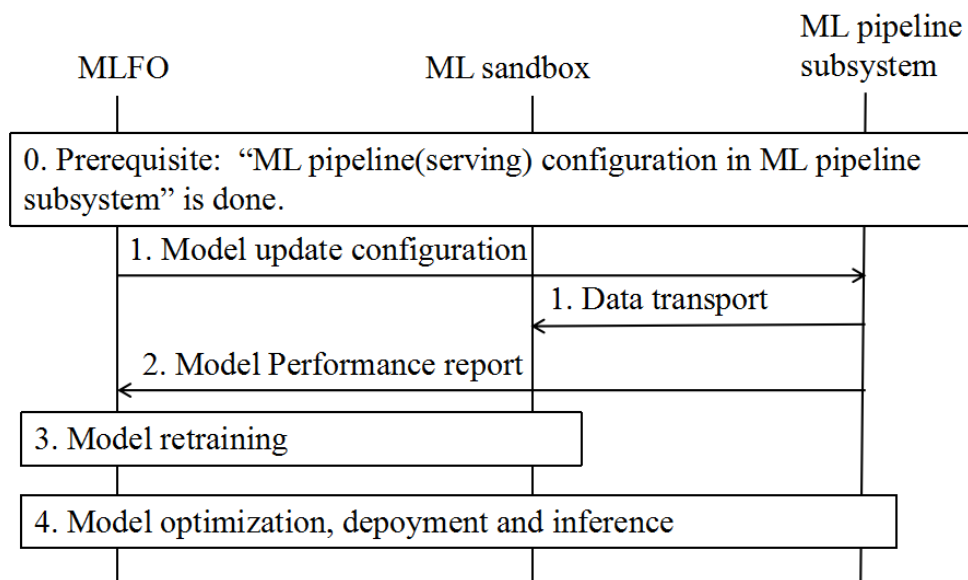 MLFO
ML sandbox
ML pipeline
subsystem
0. Prerequisite: “ML pipeline(serving) configuration in ML pipeline
subsystem” is done.
1. Model update configuration
1. Data transport
2. Model Performance report
3. Model retraining
4. Model optimization, depoyment and inference